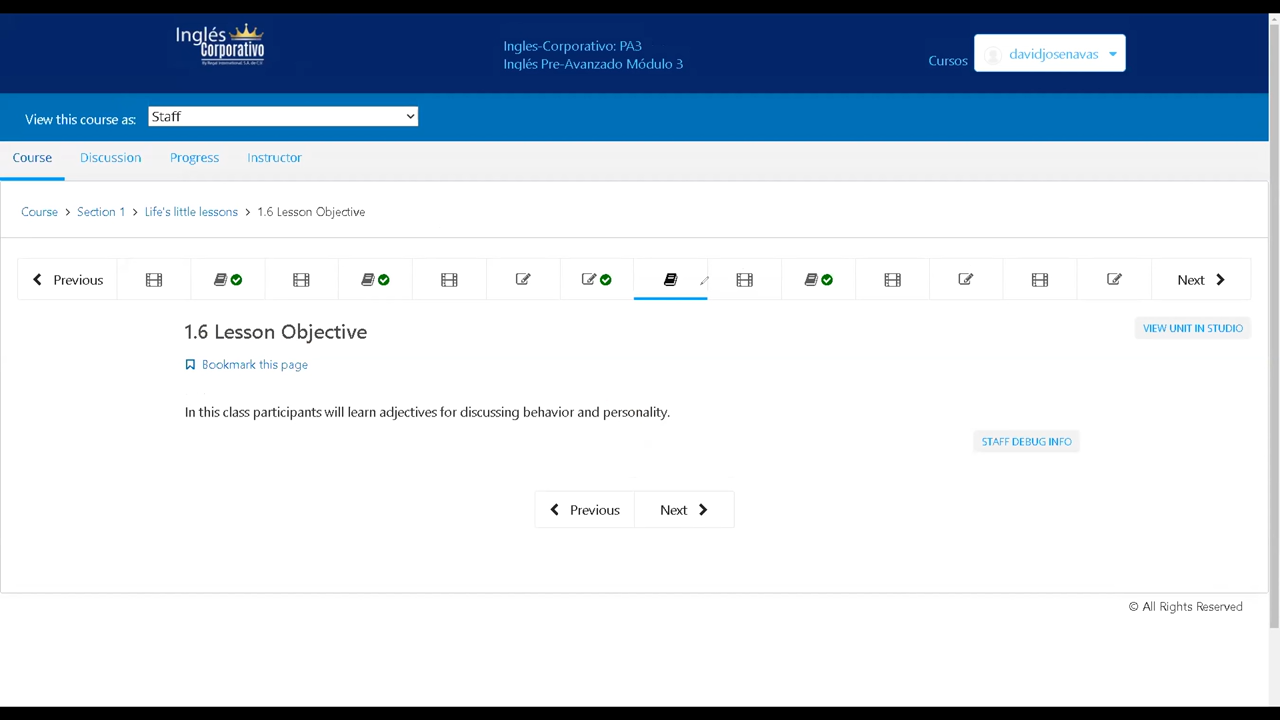 Inglés
Corporativo
Ingles-Corporativo: PA3
Inglés Pre-Avanzado Módulo 3
Cursos
davidjosenavas
View this course as:
Staff
Course
Discussion
Progress
Instructor
Course > Section 1 > Life's little lessons > 1.6 Lesson Objective
Previous
Next
1.6 Lesson Objective
VIEW UNIT IN STUDIO
Bookmark this page
In this class participants will learn adjectives for discussing behavior and personality.
STAFF DEBUG INFO
Previous
Next
© All Rights Reserved